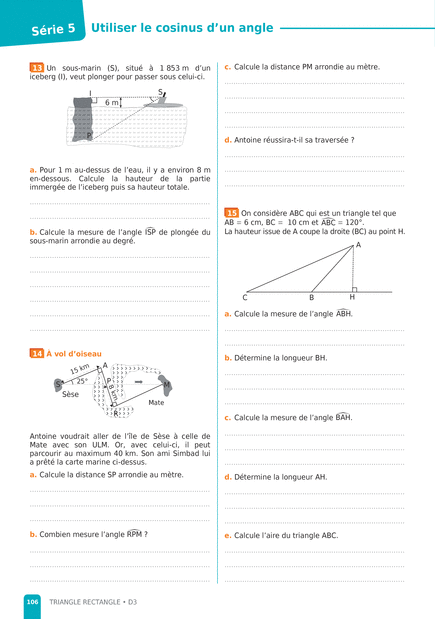 Série 5
Utiliser le cosinus d’un angle
13 Un sous-marin (S), situé à 1 853 m d’un
iceberg (I), veut plonger pour passer sous celui-ci.
I
S
6 m
P
a. Pour 1 m au-dessus de l’eau, il y a environ 8 m
en-dessous. Calcule la hauteur de la partie
immergée de l’iceberg puis sa hauteur totale.
b. Calcule la mesure de l’angle ISP de plongée du
sous-marin arrondie au degré.
14 À vol d’oiseau
15 km
A
S
25°
P
8 km
M
R
Sèse
Mate
Antoine voudrait aller de l’île de Sèse à celle de
Mate avec son ULM. Or, avec celui-ci, il peut
parcourir au maximum 40 km. Son ami Simbad lui
a prêté la carte marine ci-dessus.
a. Calcule la distance SP arrondie au mètre.
b. Combien mesure l’angle RPM ?
c. Calcule la distance PM arrondie au mètre.
d. Antoine réussira-t-il sa traversée ?
15 On considère ABC qui est un triangle tel que
AB = 6 cm, BC = 10 cm et ABC = 120°.
La hauteur issue de A coupe la droite (BC) au point H.
A
C
B
H
a. Calcule la mesure de l’angle ABH.
b. Détermine la longueur BH.
c. Calcule la mesure de l’angle BAH.
d. Détermine la longueur AH.
e. Calcule l’aire du triangle ABC.
106 TRIANGLE RECTANGLE • D3